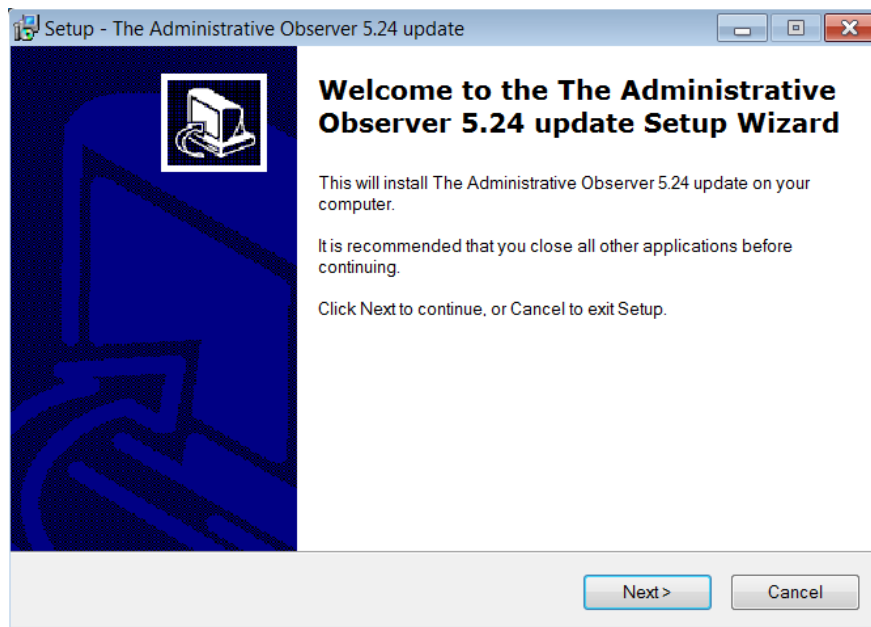 Setup - The Administrative Observer 5.24 update
Welcome to the The Administrative
Observer 5.24 update Setup Wizard
This will install The Administrative Observer 5.24 update on your
computer.
It is recommended that you close all other applications before
continuing.
Click Next to continue, or Cancel to exit Setup.
Next >
Cancel